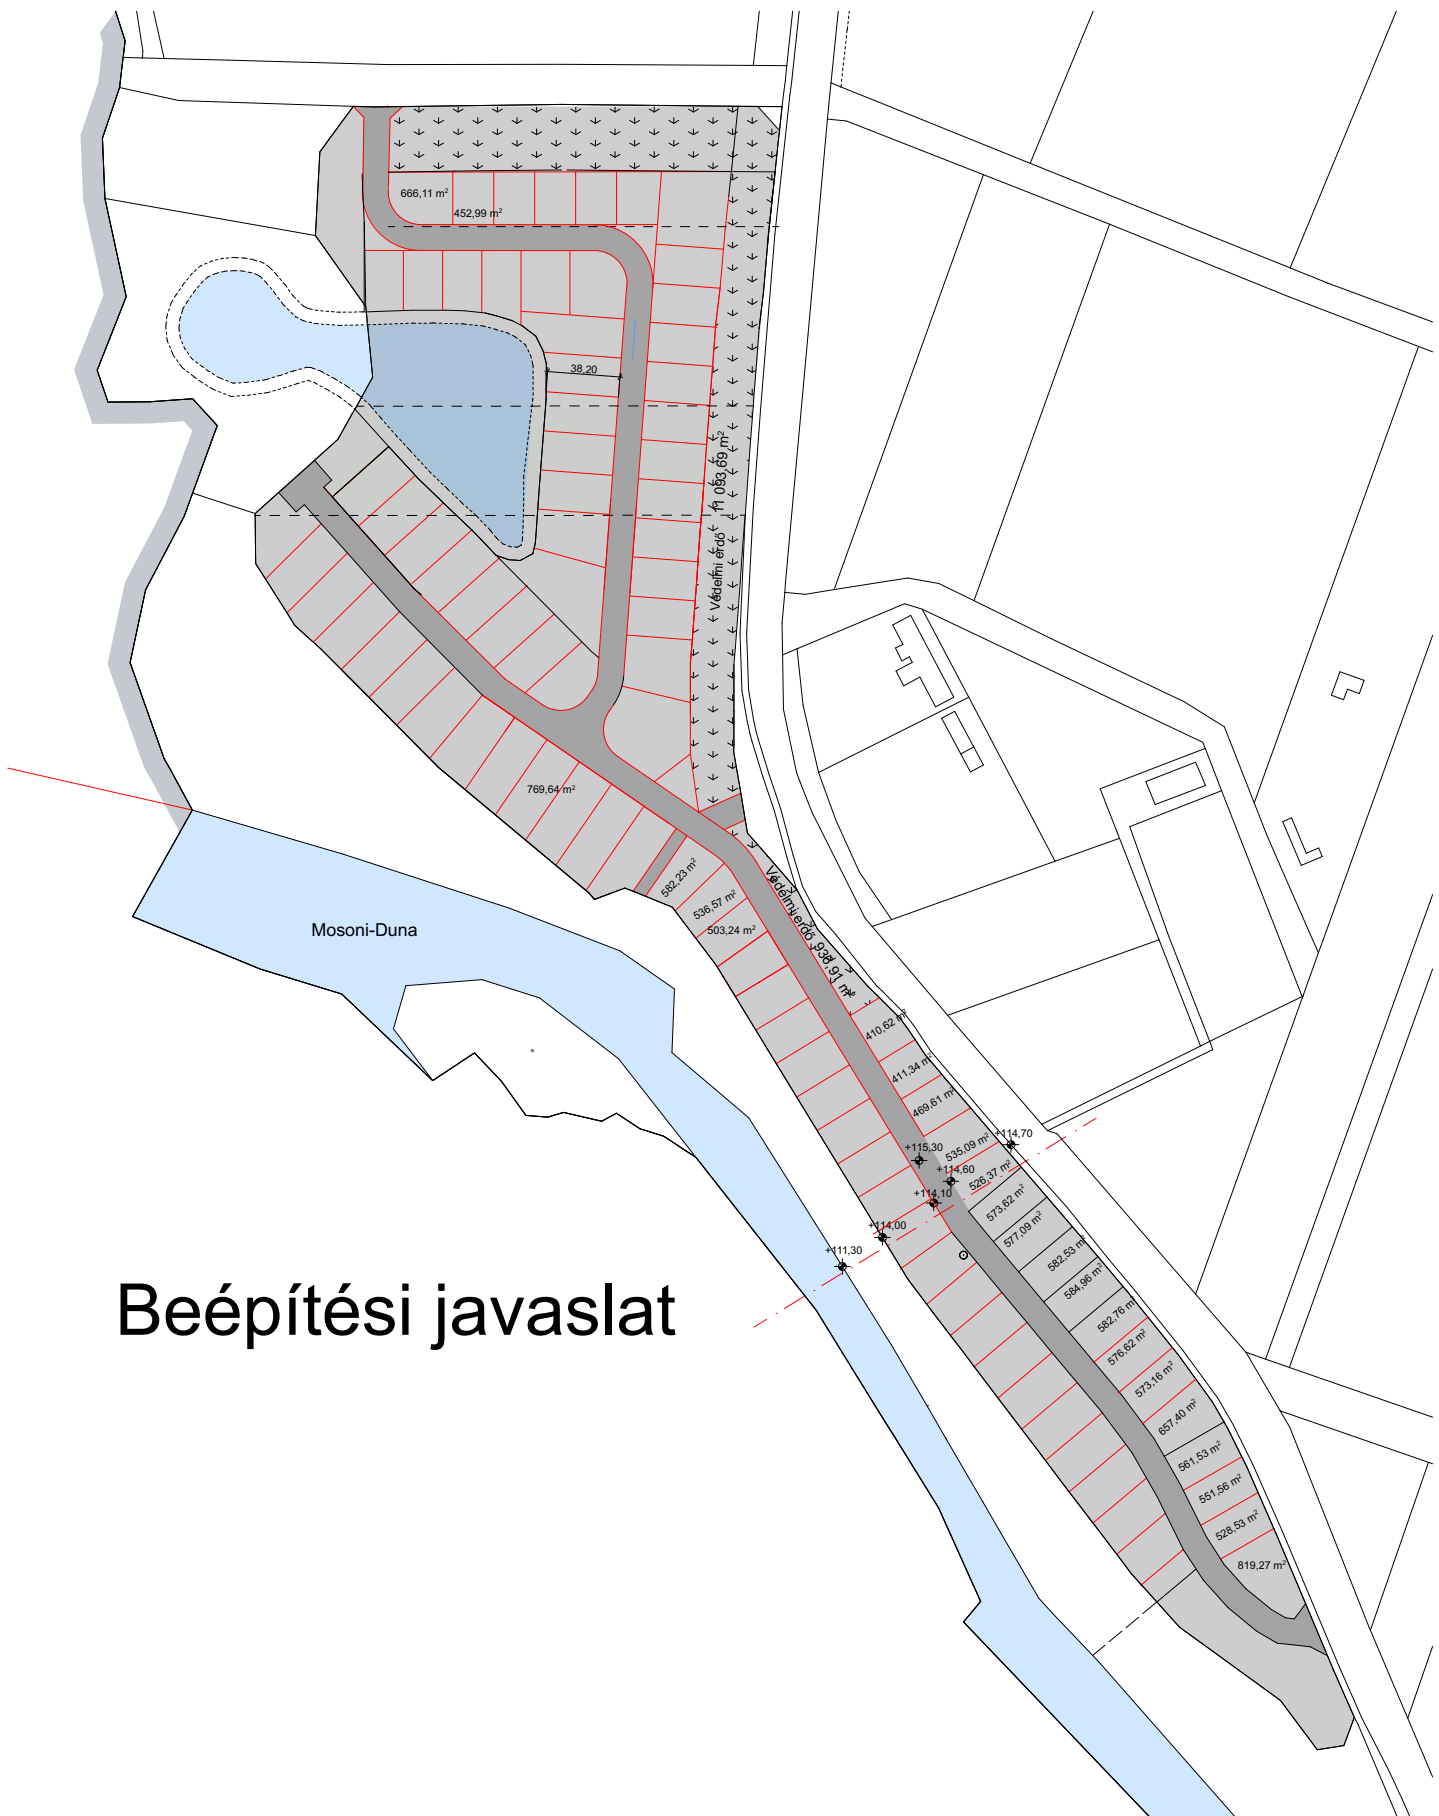 666,11 m²
452,99 m²
38,20
Védelmi erdő 11 093,69 m²
769,64 m²
582,23 m²
536,57 m²
503,24 m²
Védelmi erdő 936,91 m²
Mosoni-Duna
410,62 m²
411,34 m²
469,61 m²
535,09 m²
526,37 m²
+114,70
+115,30
+114,60
+114,10
+114,00
+111,30
573,62 m²
577,09 m²
582,53 m²
584,96 m²
582,76 m²
576,62 m²
573,16 m²
657,40 m²
561,53 m²
551,56 m²
528,53 m²
819,27 m²
Beépítési javaslat